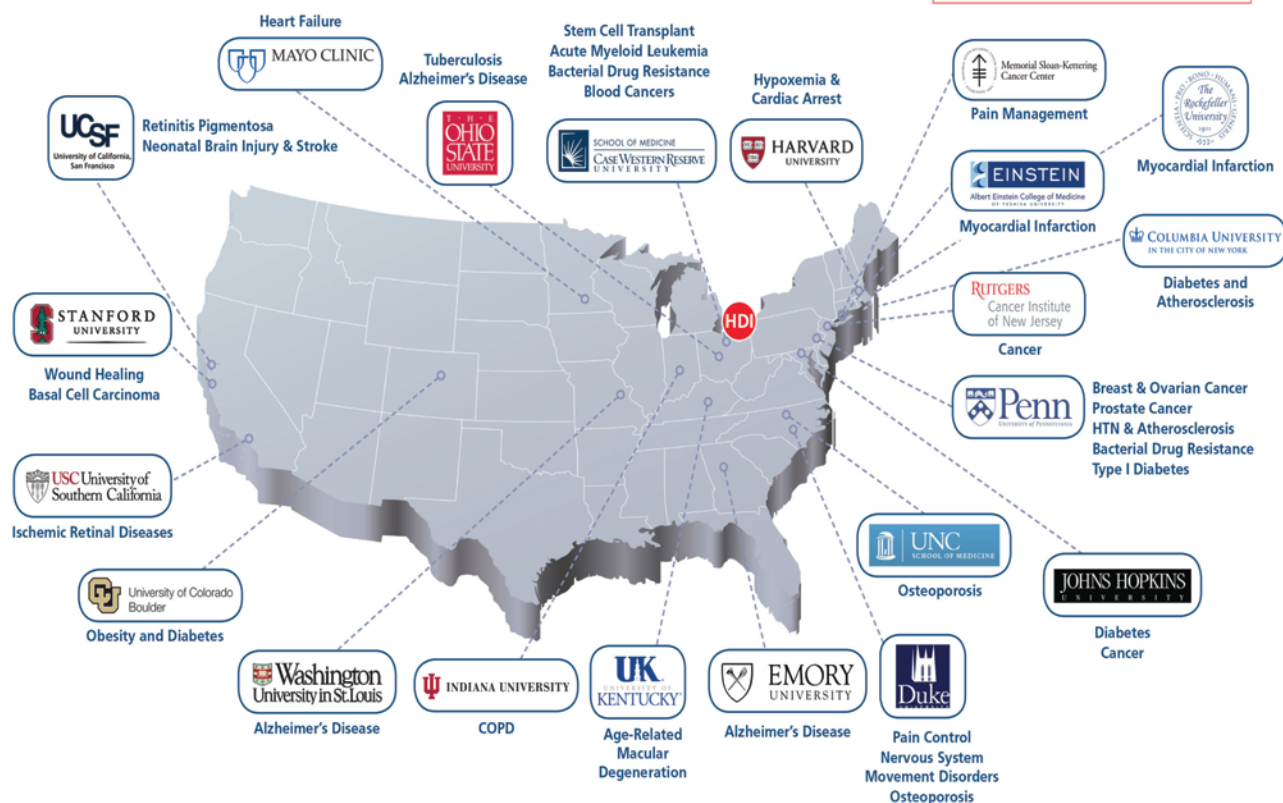 Heart Failure
MAYO CLINIC
Tuberculosis
Alzheimer's Disease
T · H · E
OHIO
STATE
UNIVERSITY
Stem Cell Transplant
Acute Myeloid Leukemia
Bacterial Drug Resistance
Blood Cancers
SCHOOL OF MEDICINE
CASE WESTERN RESERVE
UNIVERSITY
Hypoxemia &
Cardiac Arrest
HARVARD
UNIVERSITY
Memorial Sloan-Kettering
Cancer Center
Pain Management
The
Rockefeller
University
1901
Myocardial Infarction
UCSF
University of California,
San Francisco
Retinitis Pigmentosa
Neonatal Brain Injury & Stroke
EINSTEIN
Albert Einstein College of Medicine
OF YESHIVA UNIVERSITY
Myocardial Infarction
COLUMBIA UNIVERSITY
IN THE CITY OF NEW YORK
Diabetes and
Atherosclerosis
RUTGERS
Cancer Institute
of New Jersey
Cancer
HDI
STANFORD
UNIVERSITY
Wound Healing
Basal Cell Carcinoma
Penn
UNIVERSITY OF PENNSYLVANIA
Breast & Ovarian Cancer
Prostate Cancer
HTN & Atherosclerosis
Bacterial Drug Resistance
Type I Diabetes
USC University of
Southern California
Ischemic Retinal Diseases
UNC
SCHOOL OF MEDICINE
Osteoporosis
JOHNS HOPKINS
UNIVERSITY
Diabetes
Cancer
University of Colorado
Boulder
Obesity and Diabetes
Washington
University in St. Louis
Alzheimer's Disease
INDIANA UNIVERSITY
COPD
UK
UNIVERSITY OF
KENTUCKY
Age-Related
Macular
Degeneration
EMORY
UNIVERSITY
Alzheimer's Disease
Duke
Pain Control
Nervous System
Movement Disorders
Osteoporosis